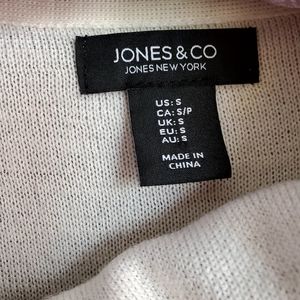 JONES & CO
JONES NEW YORK
US: S
CA: S/P
UK: S
EU: S
AU: S
MADE IN
CHINA